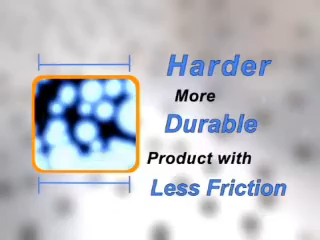 Harder
More
Durable
Product with
Less Friction